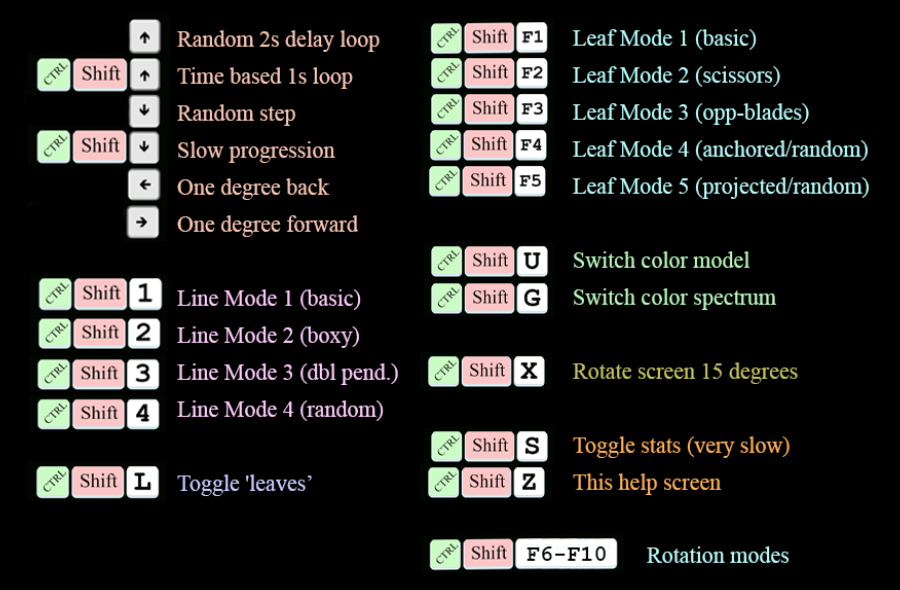 ↑ Random 2s delay loop
CTRL Shift ↑ Time based 1s loop
↓ Random step
CTRL Shift ↓ Slow progression
← One degree back
→ One degree forward
CTRL Shift 1 Line Mode 1 (basic)
CTRL Shift 2 Line Mode 2 (boxy)
CTRL Shift 3 Line Mode 3 (dbl pend.)
CTRL Shift 4 Line Mode 4 (random)
CTRL Shift L Toggle 'leaves’
CTRL Shift F1 Leaf Mode 1 (basic)
CTRL Shift F2 Leaf Mode 2 (scissors)
CTRL Shift F3 Leaf Mode 3 (opp-blades)
CTRL Shift F4 Leaf Mode 4 (anchored/random)
CTRL Shift F5 Leaf Mode 5 (projected/random)
CTRL Shift U Switch color model
CTRL Shift G Switch color spectrum
CTRL Shift X Rotate screen 15 degrees
CTRL Shift S Toggle stats (very slow)
CTRL Shift Z This help screen
CTRL Shift F6-F10 Rotation modes